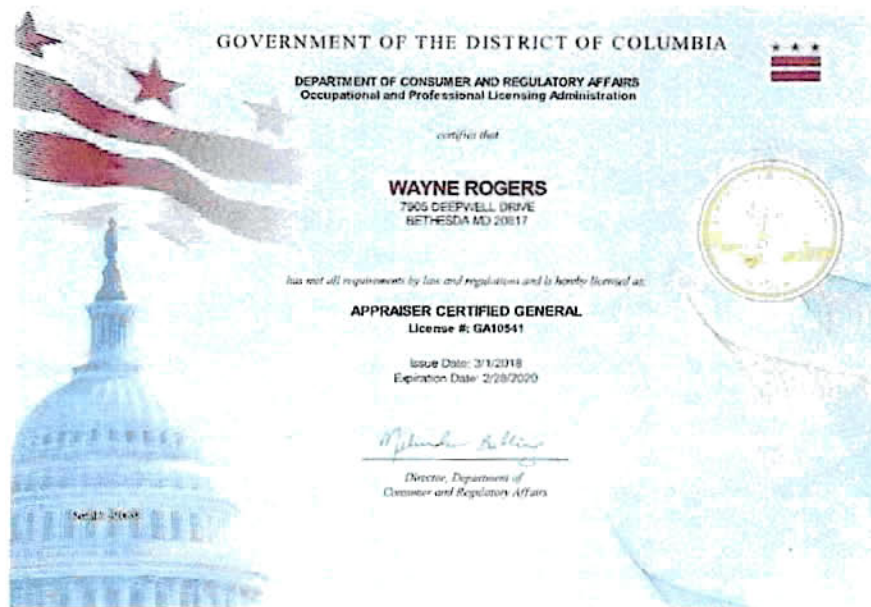 GOVERNMENT OF THE DISTRICT OF COLUMBIA
DEPARTMENT OF CONSUMER AND REGULATORY AFFAIRS
Occupational and Professional Licensing Administration
certifies that
WAYNE ROGERS
7905 DEEPWELL DRIVE
BETHESDA MD 20817
has met all requirements by law and regulations and is hereby licensed as:
APPRAISER CERTIFIED GENERAL
License #: GA10541
Issue Date: 3/1/2018
Expiration Date: 2/28/2020
Director, Department of
Consumer and Regulatory Affairs